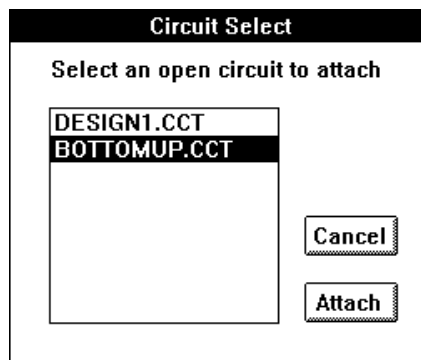 Circuit Select
Select an open circuit to attach
DESIGN1.CCT
BOTTOMUP.CCT
Cancel
Attach